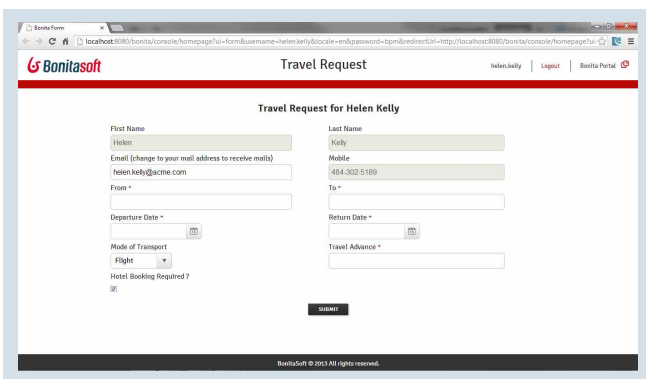 Bonita Form
localhost:8080/bonita/console/homepage?ui=form&username=helen.kelly&locale=en&password=bpm&redirectUrl=http://localhost:8080/bonita/console/homepage?ui-
Bonitasoft
Travel Request
helen.kelly | Logout | Bonita Portal
Travel Request for Helen Kelly
First Name Last Name
Helen Kelly
Email (change to your mail address to receive mails) Mobile
helen.kelly@acme.com 484-302-5189
From * To *
Departure Date * Return Date *
Mode of Transport Travel Advance *
Flight
Hotel Booking Required ?
SUBMIT
BonitaSoft © 2013 All rights reserved.